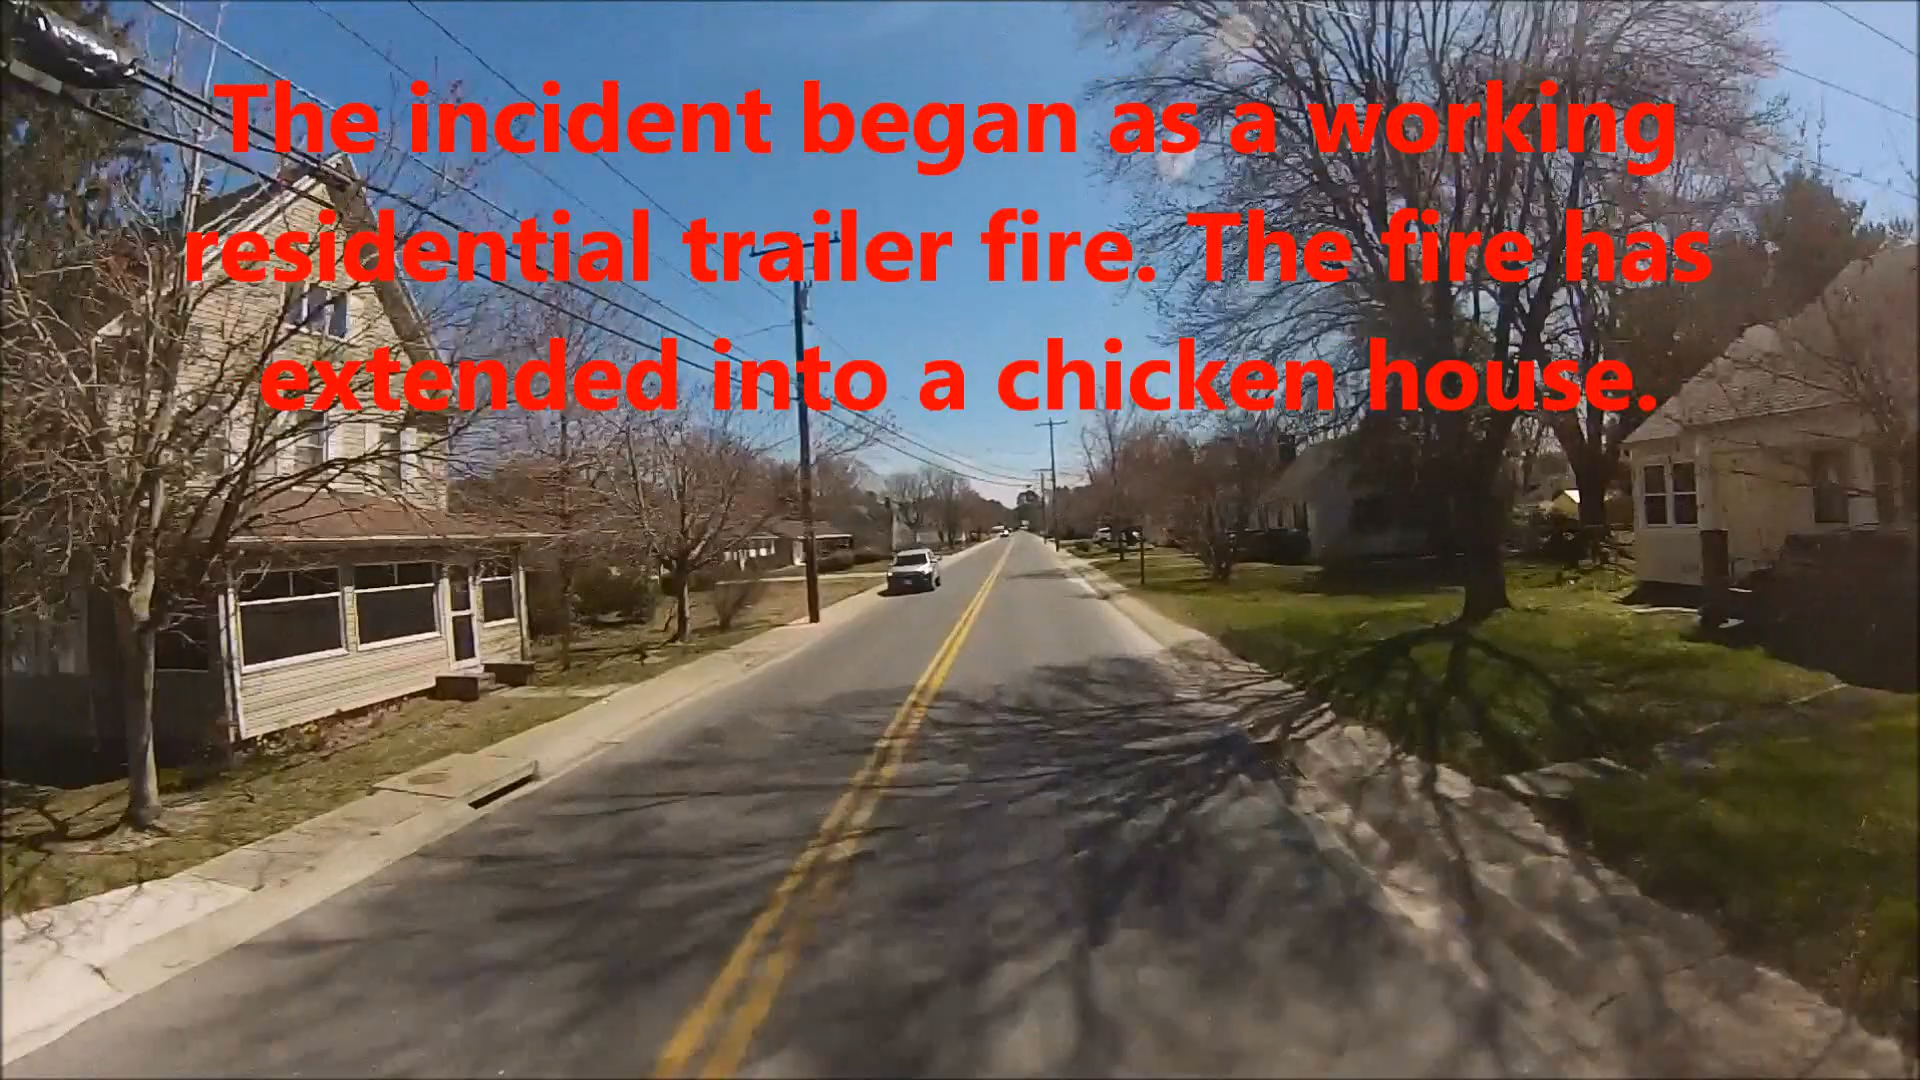 The incident began as a working
residential trailer fire. The fire has
extended into a chicken house.